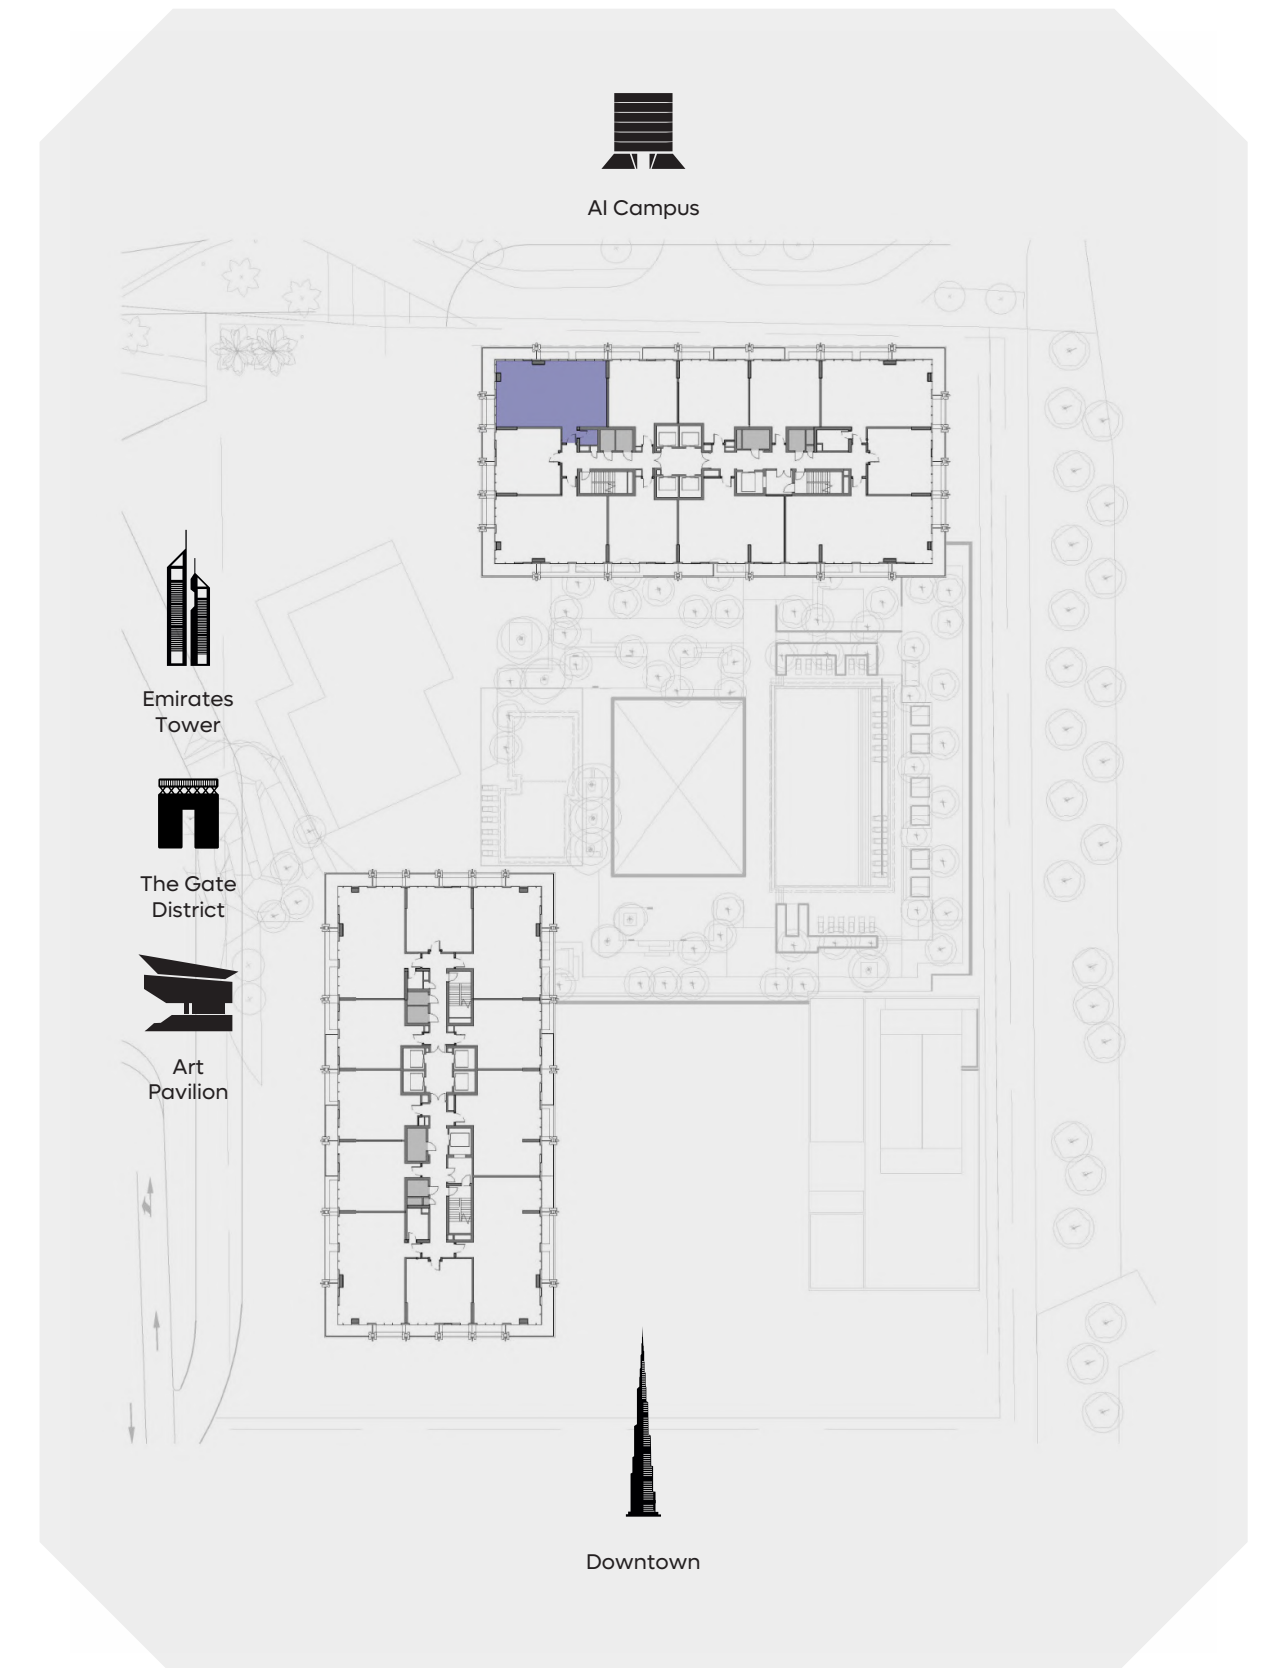 AI Campus
Emirates
Tower
The Gate
District
Art
Pavilion
Downtown